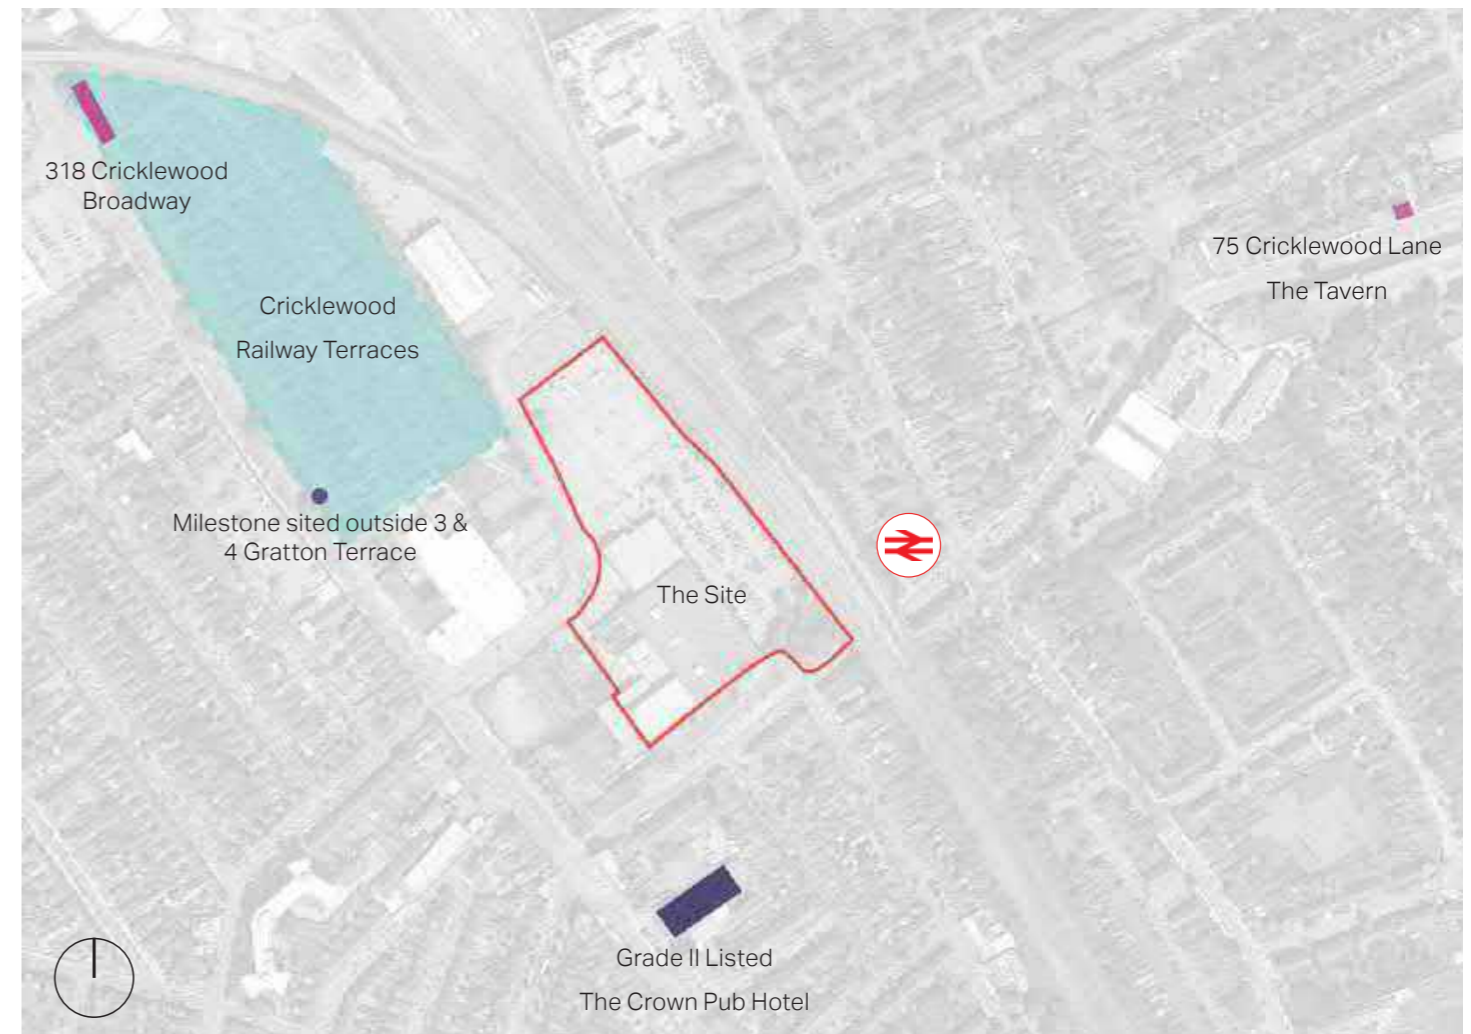 318 Cricklewood
Broadway
75 Cricklewood Lane
The Tavern
Cricklewood
Railway Terraces
Milestone sited outside 3 &
4 Gratton Terrace
The Site
Grade II Listed
The Crown Pub Hotel